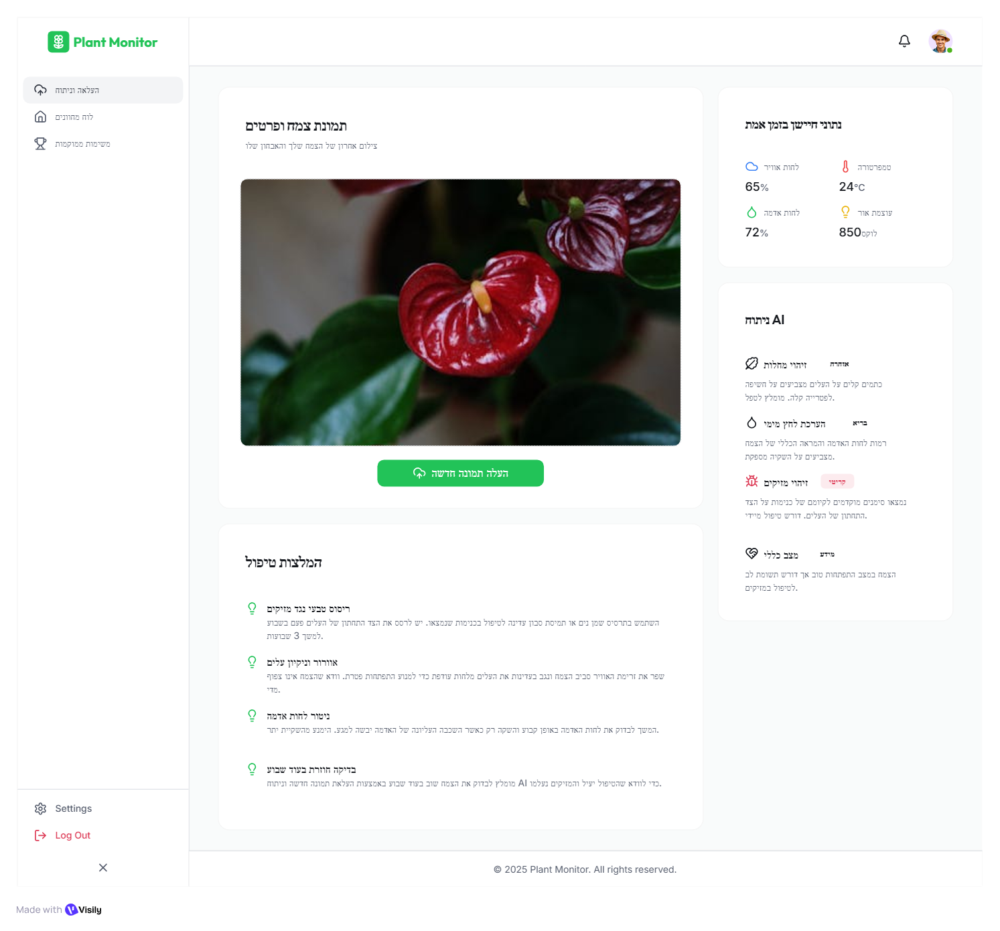 Plant Monitor
העלאה וניתוח
לוח מחוונים
משימות ממוקמות
Settings
Log Out
תמונת צמח ופרטים
צילום אחרון של הצמח שלך והאבחון שלו
העלה תמונה חדשה
המלצות טיפול
ריסוס טבעי נגד מזיקים
השתמש בתרסיס שמן נים או תמיסת סבון עדינה לטיפול בכנימות שנמצאו. יש לרסס את הצד התחתון של העלים פעם בשבוע
למשך 3 שבועות.
אוורור וניקיון עלים
שפר את זרימת האוויר סביב הצמח ונגב בעדינות את העלים מלחות עודפת כדי למנוע התפתחות פטרת. וודא שהצמח אינו צפוף
מדי.
ניטור לחות אדמה
המשך לבדוק את לחות האדמה באופן קבוע והשקה רק כאשר השכבה העליונה של האדמה יבשה למגע. הימנע מהשקיית יתר.
בדיקה חוזרת בעוד שבוע
מומלץ לבדוק את הצמח שוב בעוד שבוע באמצעות העלאת תמונה חדשה וניתוח AI כדי לוודא שהטיפול יעיל והמזיקים נעלמו.
נתוני חיישן בזמן אמת
לחות אוויר
65%
טמפרטורה
24°C
לחות אדמה
72%
עוצמת אור
850לוקס
ניתוח AI
זיהוי מחלות אזהרה
כתמים קלים על העלים מצביעים על חשיפה
לפטרייה קלה. מומלץ לטפל.
הערכת לחץ מימי בריא
רמות לחות האדמה והמראה הכללי של הצמח
מצביעים על השקיה מספקת.
זיהוי מזיקים קריטי
נמצאו סימנים מוקדמים לקיומם של כנימות על הצד
התחתון של העלים. דורש טיפול מיידי.
מצב כללי מידע
הצמח במצב התפתחות טוב אך דורש תשומת לב
לטיפול במזיקים.
© 2025 Plant Monitor. All rights reserved.
Made with Visily